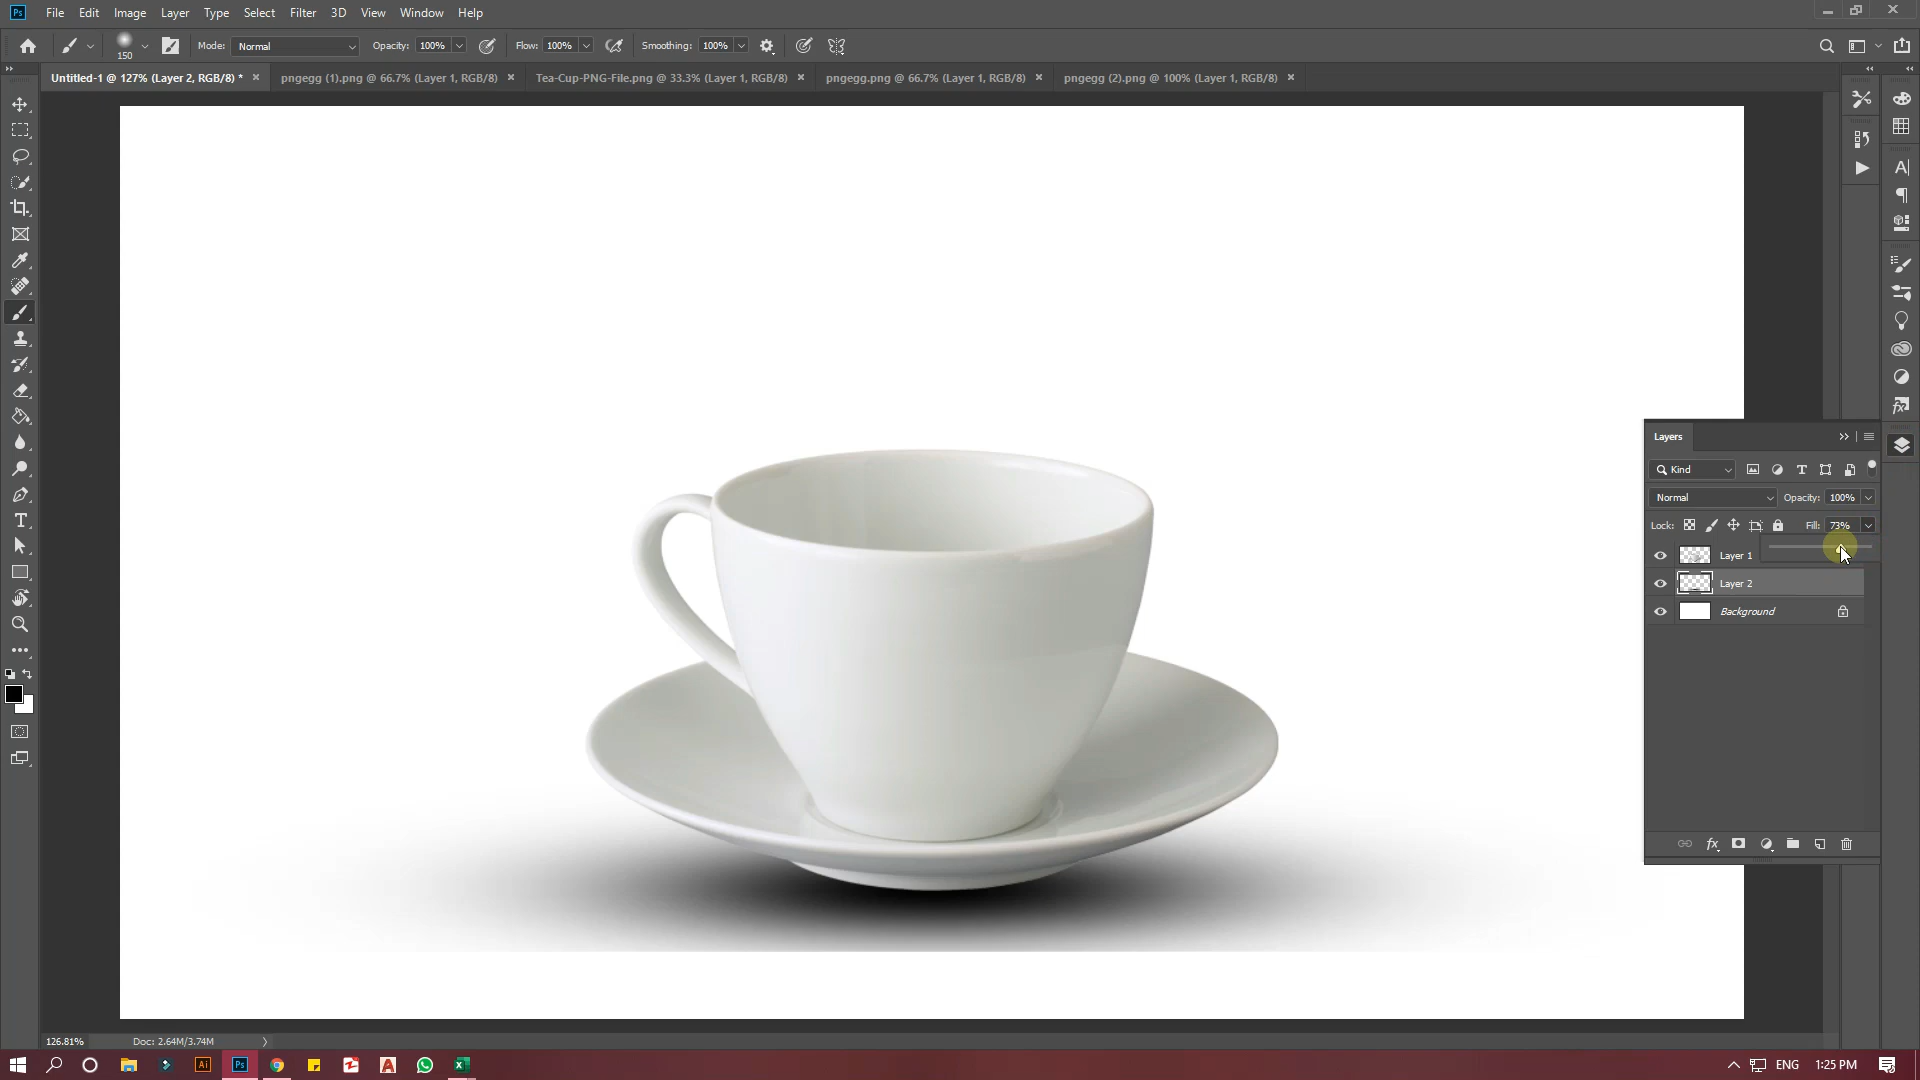 Ps File Edit Image Layer Type Select Filter 3D View Window Help
150 Mode: Normal Opacity: 100% Flow: 100% Smoothing: 100%
Untitled-1 @ 127% (Layer 2, RGB/8) * × pngegg (1).png @ 66.7% (Layer 1, RGB/8) × Tea-Cup-PNG-File.png @ 33.3% (Layer 1, RGB/8) × pngegg.png @ 66.7% (Layer 1, RGB/8) × pngegg (2).png @ 100% (Layer 1, RGB/8) ×
Layers
Kind
Normal Opacity: 100%
Lock: Fill: 73%
Layer 1
Layer 2
Background
fx
126.81% Doc: 2.64M/3.74M
Ai Ps ENG 1:25 PM